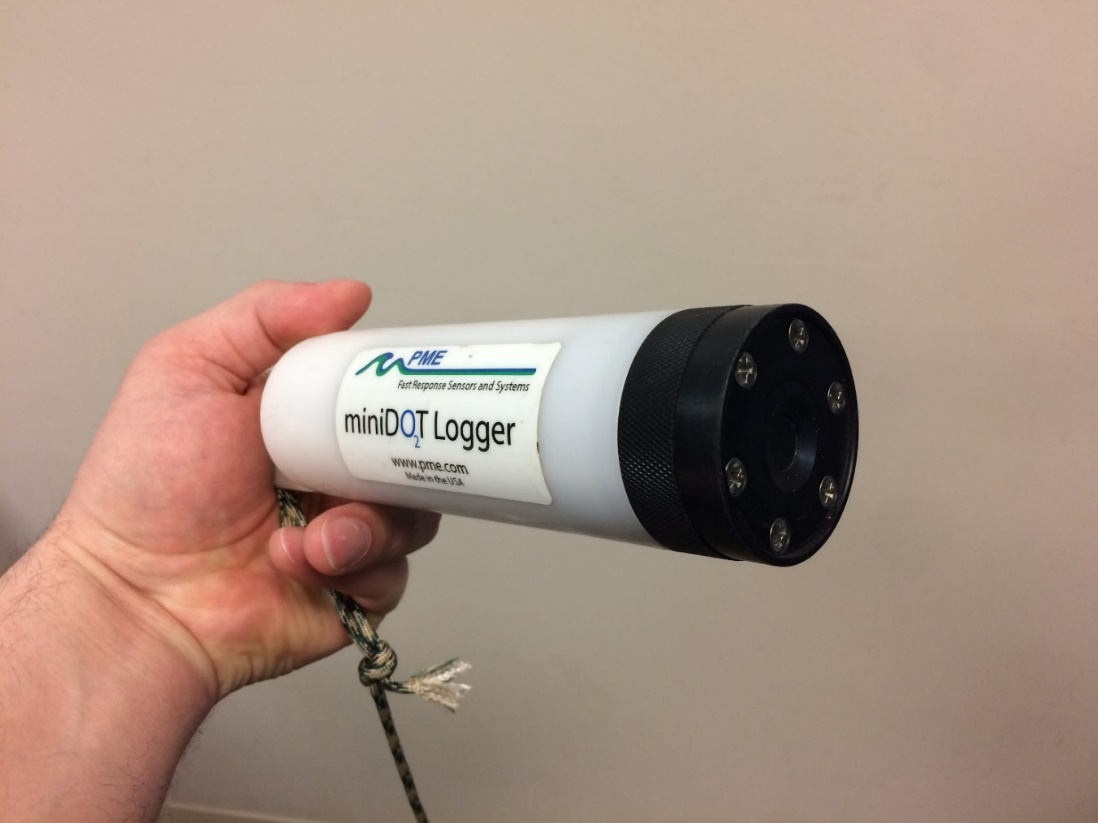 PME
Fast Response Sensors and Systems
miniDO₂T Logger
www.pme.com
Made in the USA